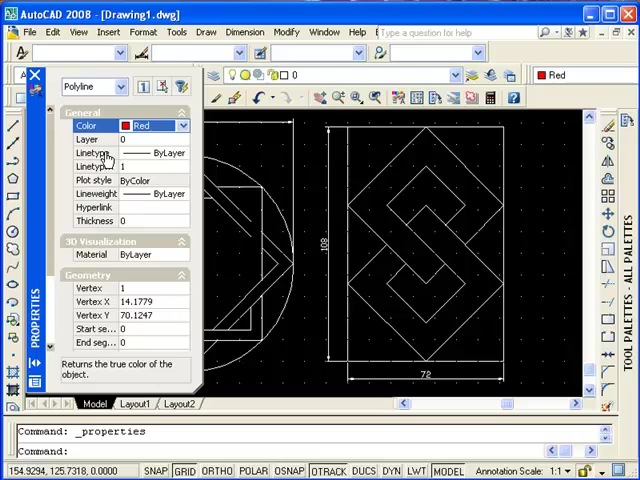 AutoCAD 2008 - [Drawing1.dwg]
File Edit View Insert Format Tools Draw Dimension Modify Window Help Type a question for help
0
Red
Polyline
General
Color Red
Layer 0
Linetype ByLayer
Linetyp 1
Plot style ByColor
Lineweight ByLayer
Hyperlink
Thickness 0
3D Visualization
Material ByLayer
Geometry
Vertex 1
Vertex X 14.1779
Vertex Y 70.1247
Start se... 0
End seg... 0
Returns the true color of the
object.
PROPERTIES
108
72
TOOL PALETTES - ALL
Model Layout1 Layout2
Command: _properties
Command:
154.9294, 125.7318, 0.0000 SNAP GRID ORTHO POLAR OSNAP OTRACK DUCS DYN LWT MODEL Annotation Scale: 1:1